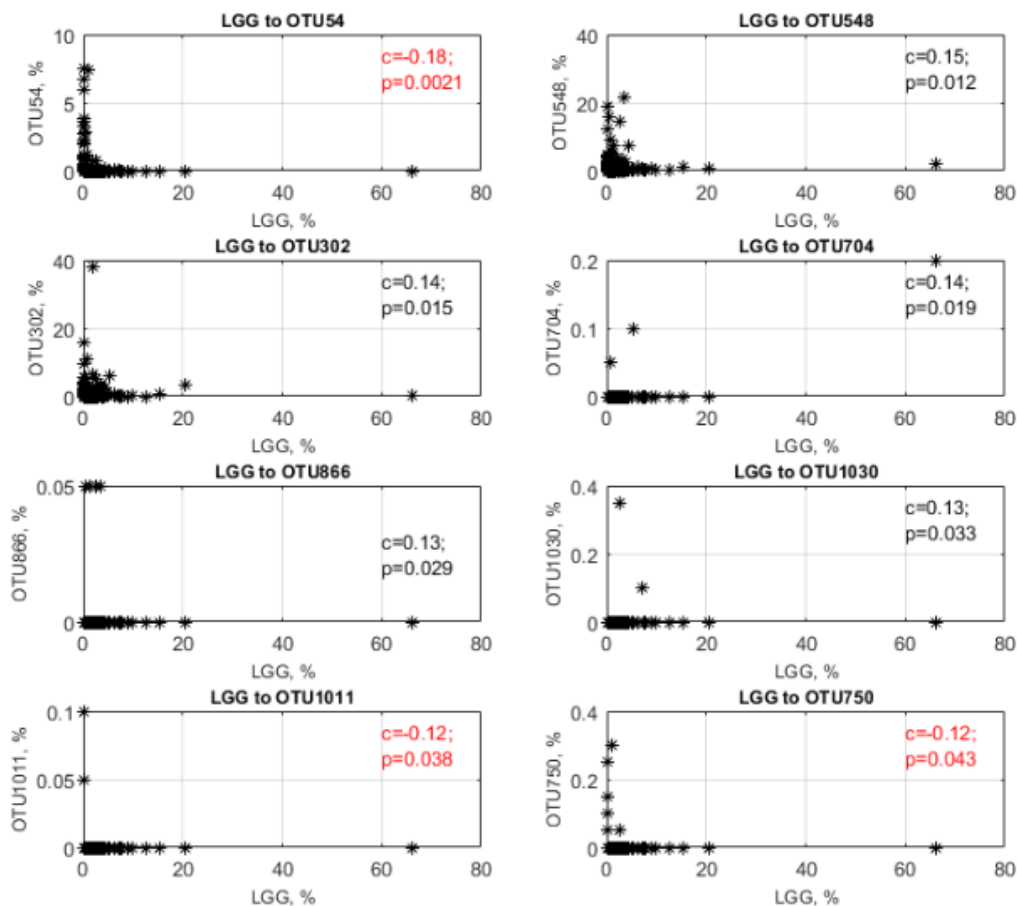 LGG to OTU54
10
5
0
0
20
40
60
80
OTU54, %
LGG, %
c=-0.18;
p=0.0021
LGG to OTU548
40
20
0
0
20
40
60
80
OTU548, %
LGG, %
c=0.15;
p=0.012
LGG to OTU302
40
20
0
0
20
40
60
80
OTU302, %
LGG, %
c=0.14;
p=0.015
LGG to OTU704
0.2
0.1
0
0
20
40
60
80
OTU704, %
LGG, %
c=0.14;
p=0.019
LGG to OTU866
0.05
0
0
20
40
60
80
OTU866, %
LGG, %
c=0.13;
p=0.029
LGG to OTU1030
0.4
0.2
0
0
20
40
60
80
OTU1030, %
LGG, %
c=0.13;
p=0.033
LGG to OTU1011
0.1
0.05
0
0
20
40
60
80
OTU1011, %
LGG, %
c=-0.12;
p=0.038
LGG to OTU750
0.4
0.2
0
0
20
40
60
80
OTU750, %
LGG, %
c=-0.12;
p=0.043